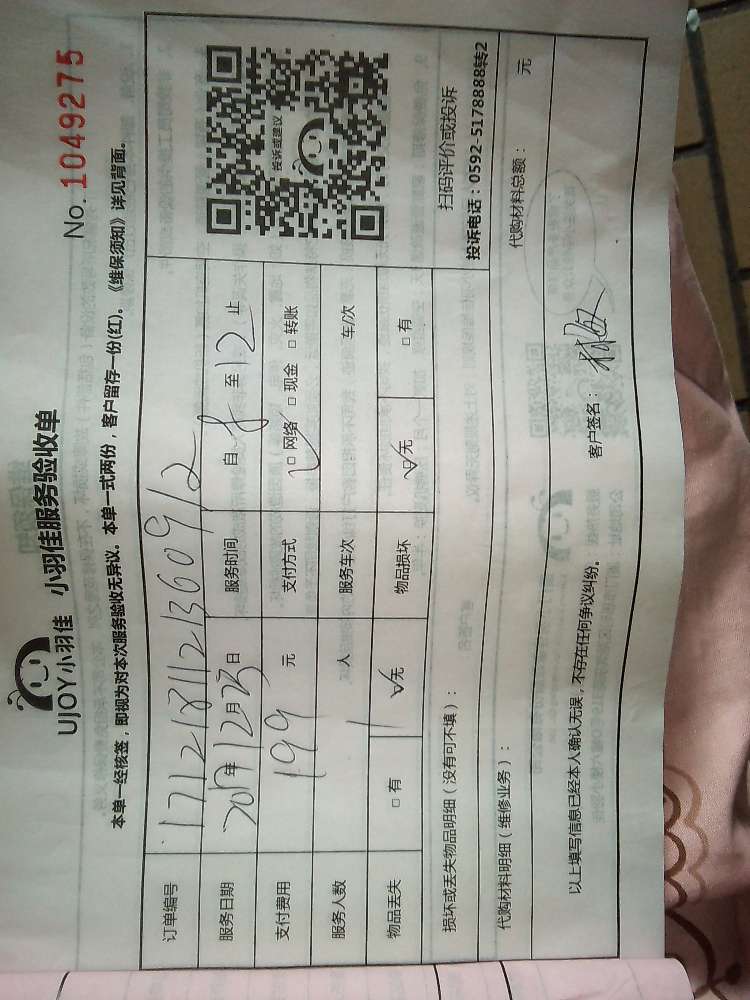 UJOY小羽佳 小羽佳服务验收单
No. 1049275
本单一经核签，即视为对本次服务验收无异议、本单一式两份，客户留存一份(红)。《维保须知》详见背面。
订单编号 171218112136091 2
服务日期 2017年12月23日 服务时间 自 8 至 12 止
支付费用 199 元 支付方式 ☑网络 □现金 □转账
服务人数 1 人 服务车次 车/次
物品丢失 □有 ☑无 物品损坏 ☑无 □有
投诉或建议
扫码评价或投诉
投诉电话：0592-5178888转2
损坏或丢失物品明细（没有可不填）：
代购材料明细（维修业务）： 代购材料总额： 元
以上填写信息已经本人确认无误，不存在任何争议纠纷。 客户签名：